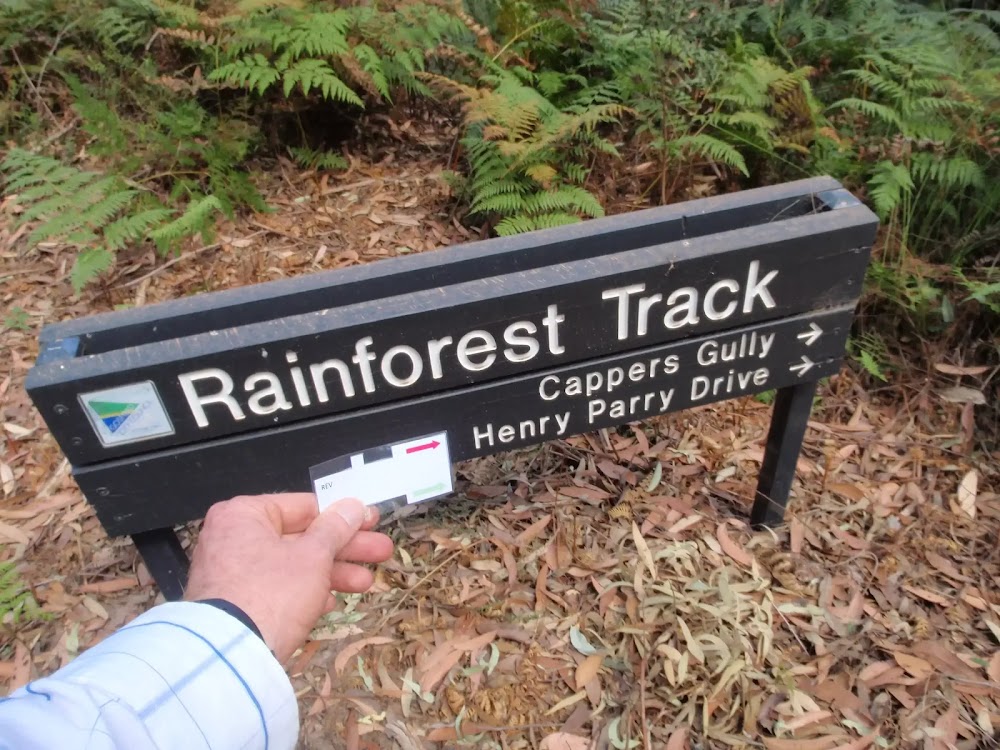 Rainforest Track
Cappers Gully →
Henry Parry Drive →
REV